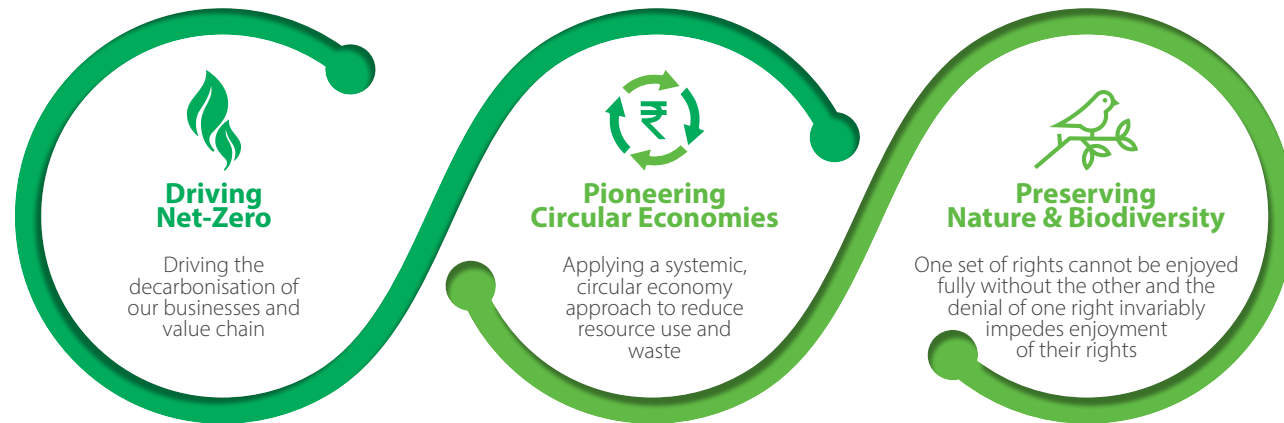 ₹
Driving
Net-Zero
Driving the
decarbonisation of
our businesses and
value chain
Pioneering
Circular Economies
Applying a systemic,
circular economy
approach to reduce
resource use and
waste
Preserving
Nature & Biodiversity
One set of rights cannot be enjoyed
fully without the other and the
denial of one right invariably
impedes enjoyment
of their rights